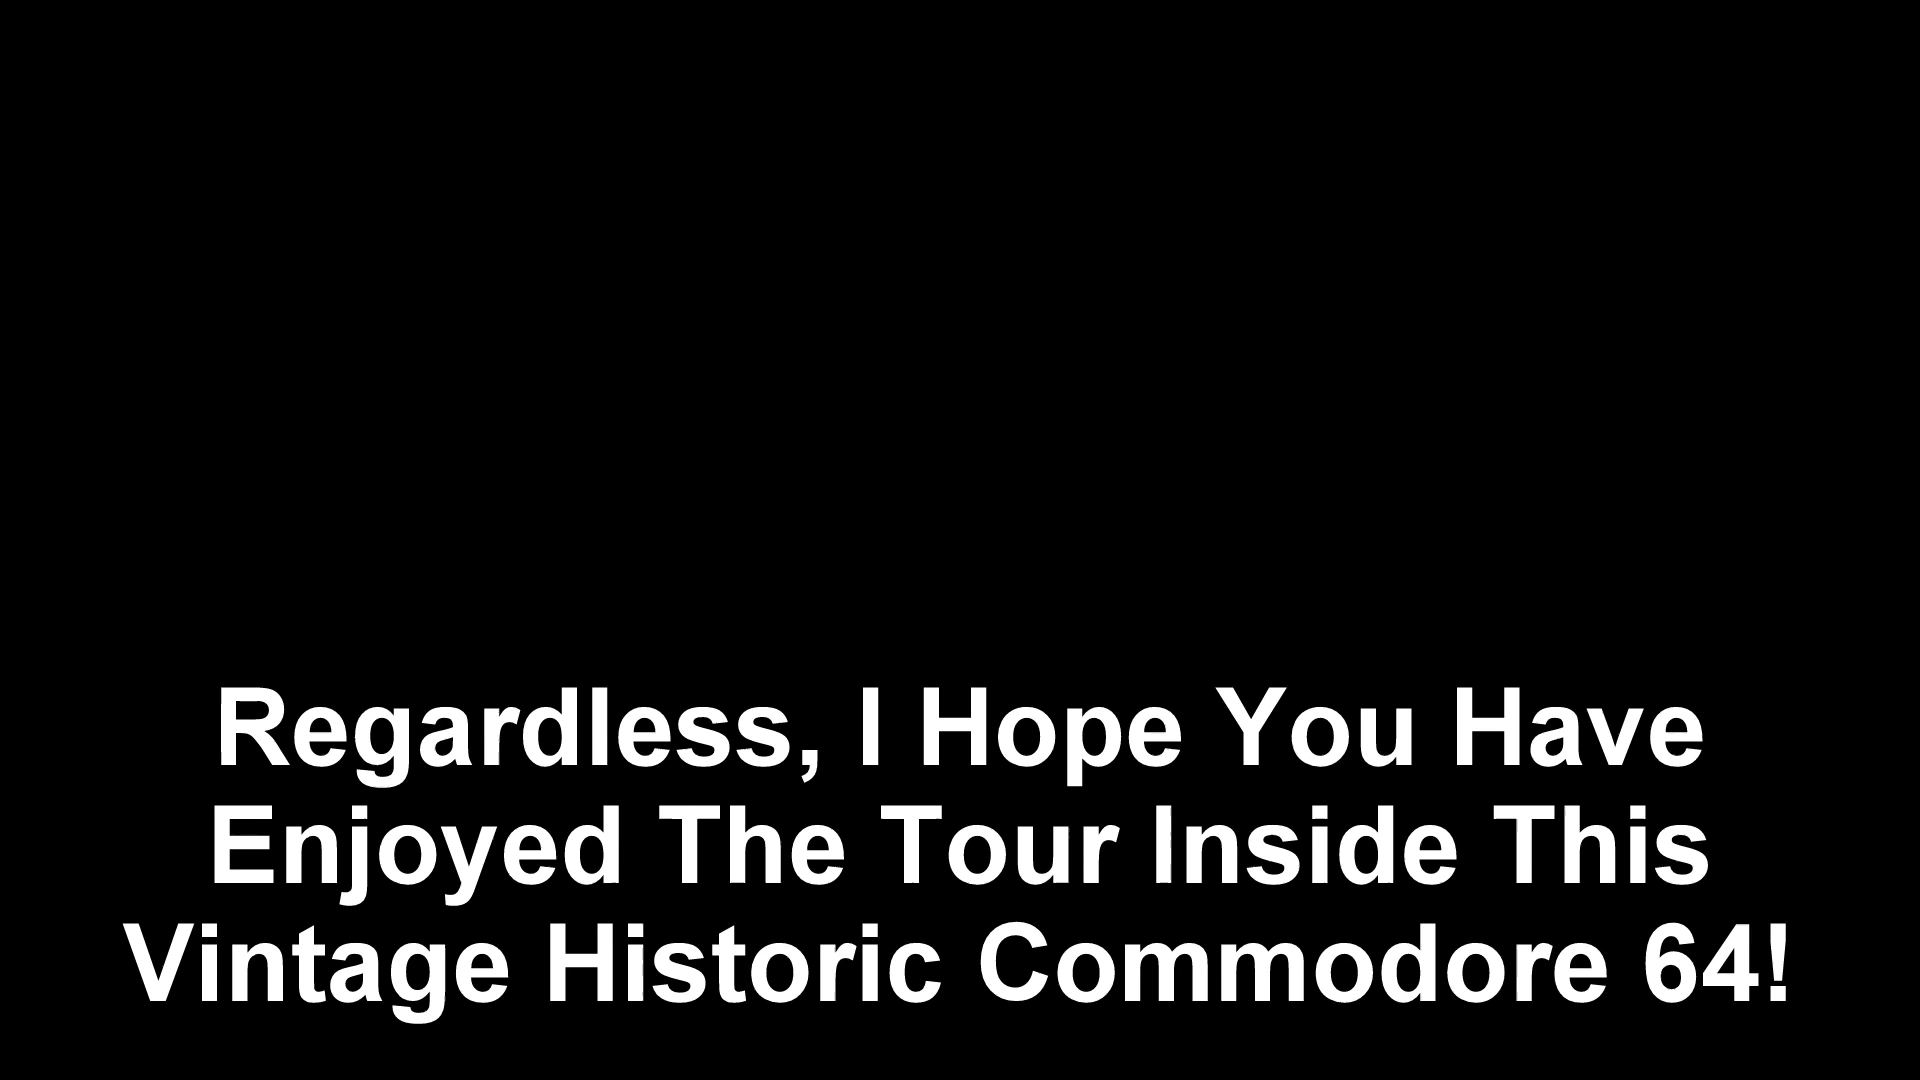 Regardless, I Hope You Have
Enjoyed The Tour Inside This
Vintage Historic Commodore 64!